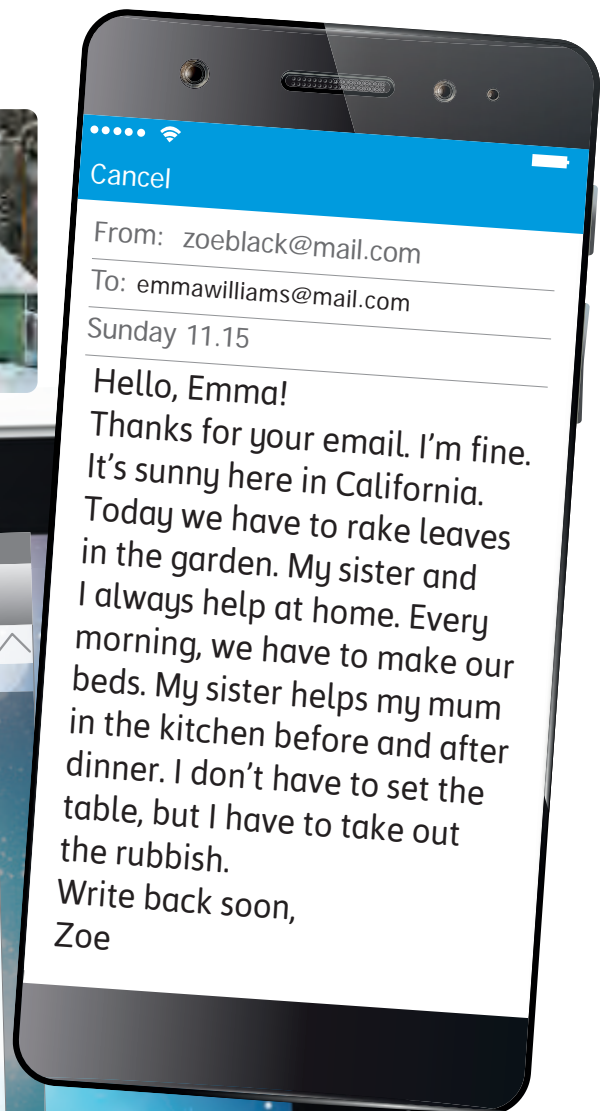 Cancel
From: zoeblack@mail.com
To: emmawilliams@mail.com
Sunday 11.15
Hello, Emma!
Thanks for your email. I'm fine.
It's sunny here in California.
Today we have to rake leaves
in the garden. My sister and
I always help at home. Every
morning, we have to make our
beds. My sister helps my mum
in the kitchen before and after
dinner. I don't have to set the
table, but I have to take out
the rubbish.
Write back soon,
Zoe